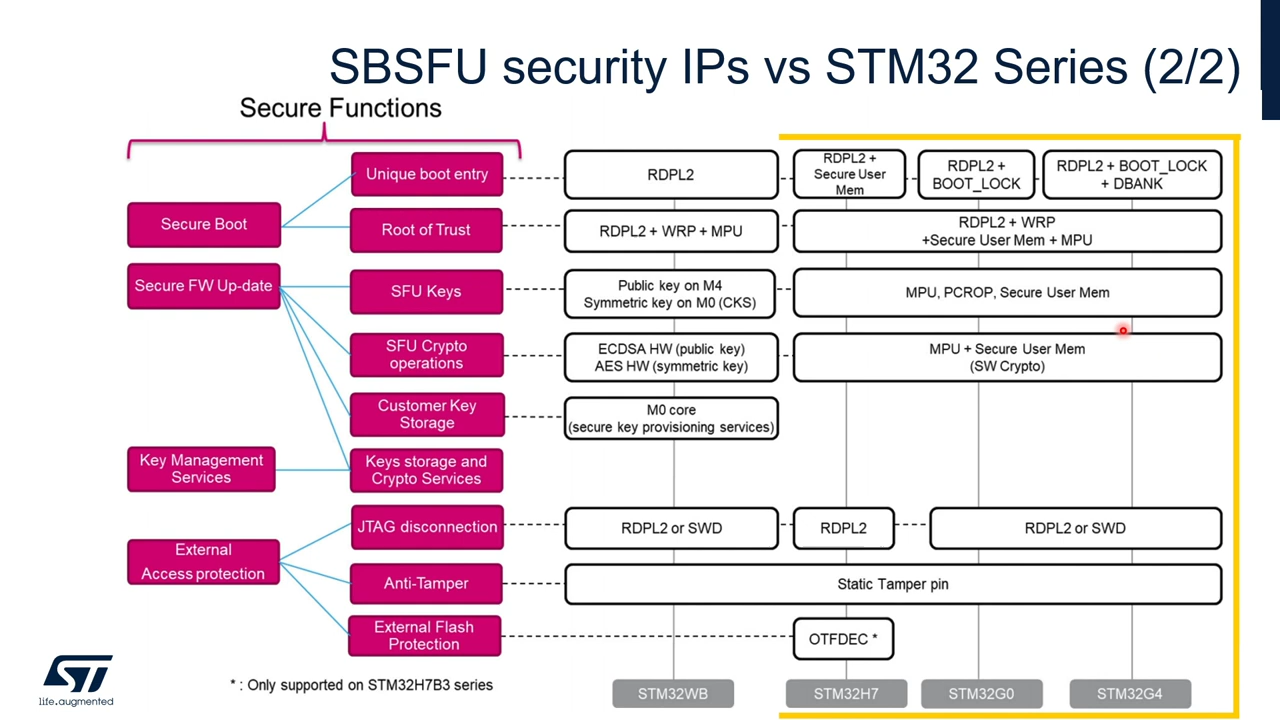 SBSFU security IPs vs STM32 Series (2/2)
Secure Functions
Unique boot entry
RDPL2
RDPL2 +
Secure User
Mem
RDPL2 +
BOOT_LOCK
RDPL2 + BOOT_LOCK
+ DBANK
Secure Boot
Root of Trust
RDPL2 + WRP + MPU
RDPL2 + WRP
+Secure User Mem + MPU
Secure FW Up-date
SFU Keys
Public key on M4
Symmetric key on M0 (CKS)
MPU, PCROP, Secure User Mem
SFU Crypto
operations
ECDSA HW (public key)
AES HW (symmetric key)
MPU + Secure User Mem
(SW Crypto)
Customer Key
Storage
M0 core
(secure key provisioning services)
Key Management
Services
Keys storage and
Crypto Services
JTAG disconnection
RDPL2 or SWD
RDPL2
RDPL2 or SWD
External
Access protection
Anti-Tamper
Static Tamper pin
External Flash
Protection
OTFDEC *
* : Only supported on STM32H7B3 series
STM32WB
STM32H7
STM32G0
STM32G4
ST
life.augmented